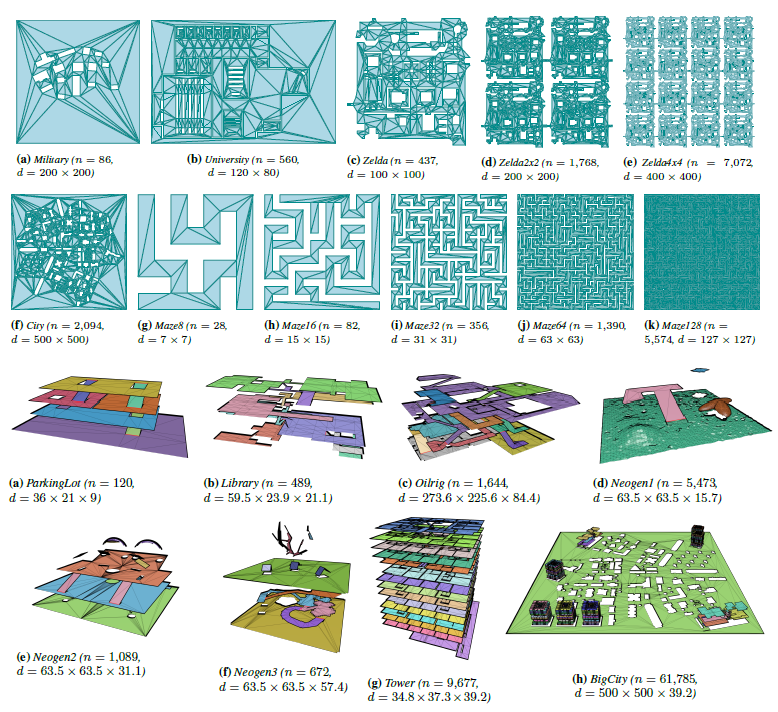 (a) Military (n = 86,
d = 200 × 200)
(b) University (n = 560,
d = 120 × 80)
(c) Zelda (n = 437,
d = 100 × 100)
(d) Zelda2x2 (n = 1,768,
d = 200 × 200)
(e) Zelda4x4 (n = 7,072,
d = 400 × 400)
(f) City (n = 2,094,
d = 500 × 500)
(g) Maze8 (n = 28,
d = 7 × 7)
(h) Maze16 (n = 82,
d = 15 × 15)
(i) Maze32 (n = 356,
d = 31 × 31)
(j) Maze64 (n = 1,390,
d = 63 × 63)
(k) Maze128 (n =
5,574, d = 127 × 127)
(a) ParkingLot (n = 120,
d = 36 × 21 × 9)
(b) Library (n = 489,
d = 59.5 × 23.9 × 21.1)
(c) Oilrig (n = 1,644,
d = 273.6 × 225.6 × 84.4)
(d) Neogen1 (n = 5,473,
d = 63.5 × 63.5 × 15.7)
(e) Neogen2 (n = 1,089,
d = 63.5 × 63.5 × 31.1)
(f) Neogen3 (n = 672,
d = 63.5 × 63.5 × 57.4)
(g) Tower (n = 9,677,
d = 34.8 × 37.3 × 39.2)
(h) BigCity (n = 61,785,
d = 500 × 500 × 39.2)